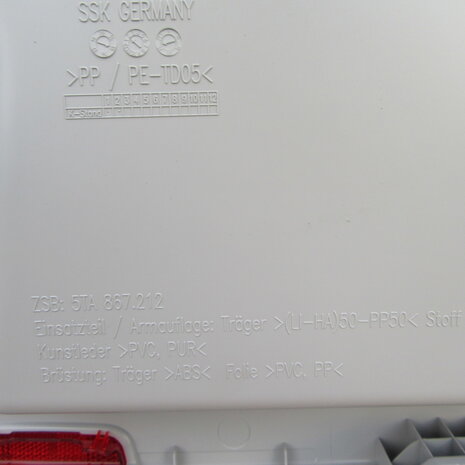 SSK GERMANY
>PP / PE-TD05<
1 2 3 4 5 6 7 8 9 10 11 12
K-Stand
ZSB: 5TA.867.212
Einsatzteil / Armauflage: Träger >(LI-HA)50-PP50< Stoff
Kunstleder >PVC, PUR<
Brüstung: Träger >ABS< Folie >PVC, PP<